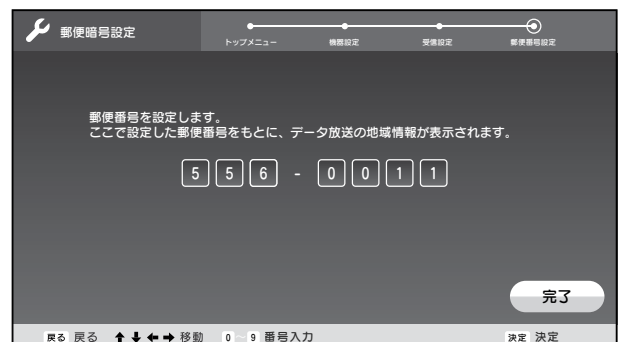 郵便暗号設定
トップメニュー 機器設定 受信設定 郵便番号設定
郵便番号を設定します。
ここで設定した郵便番号をもとに、データ放送の地域情報が表示されます。
5 5 6 - 0 0 1 1
完了
戻る 戻る ↑↓←→ 移動 0 ~ 9 番号入力 決定 決定